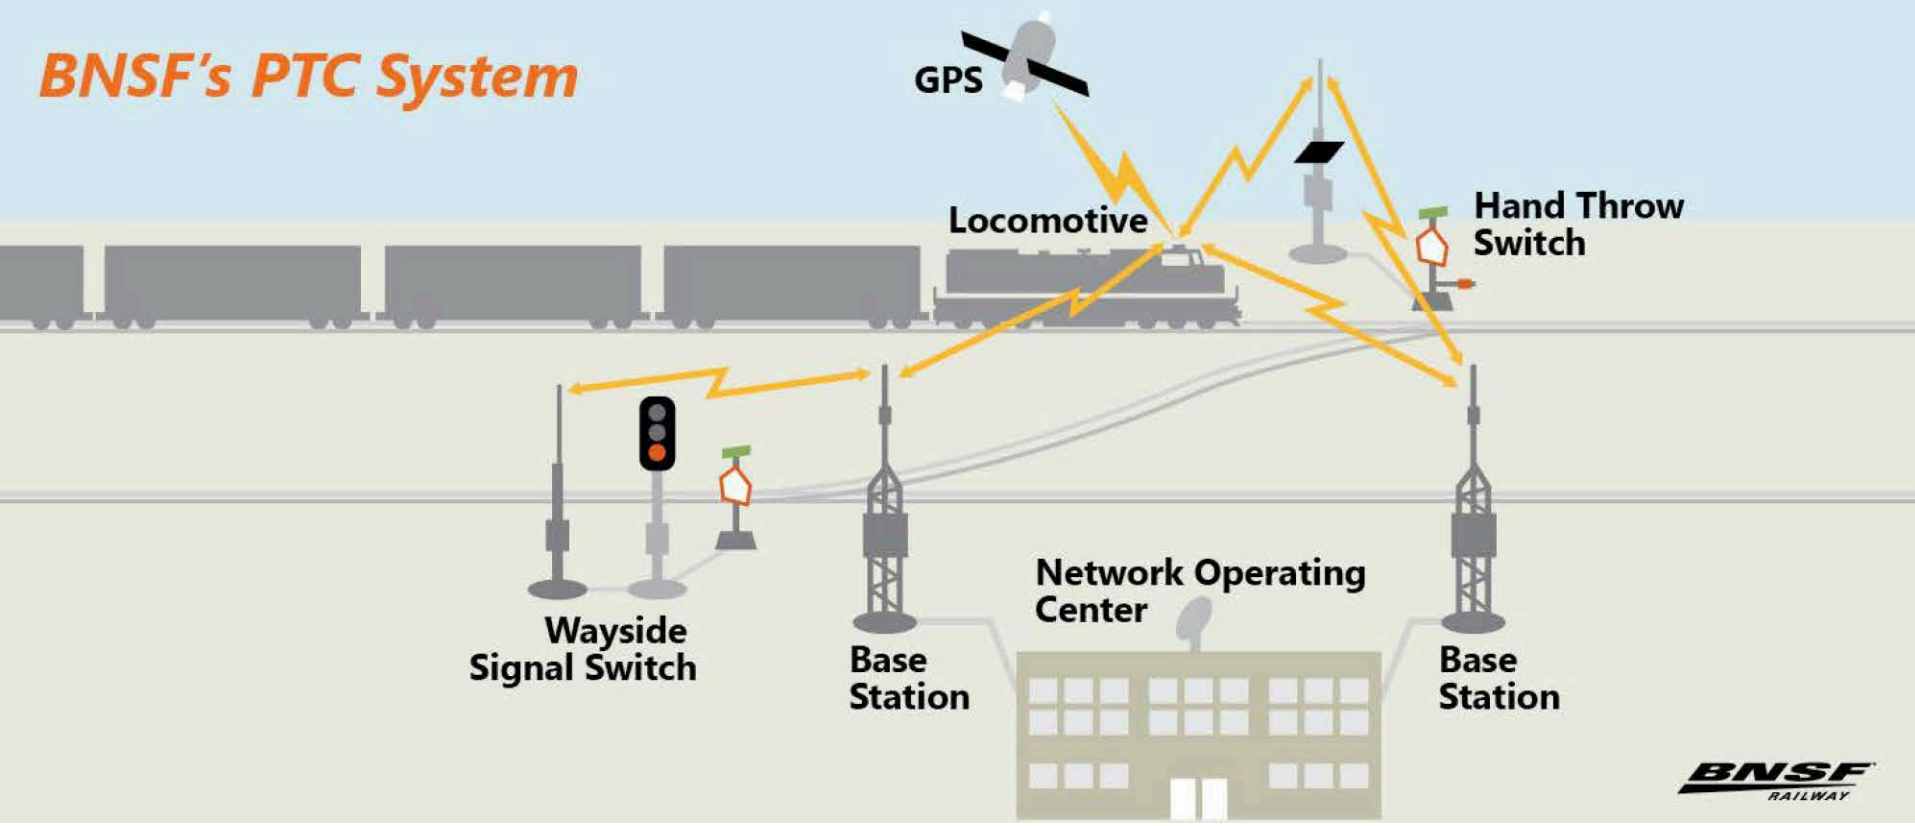 BNSF's PTC System
GPS
Locomotive
Hand Throw
Switch
Wayside
Signal Switch
Base
Station
Network Operating
Center
Base
Station
BNSF
RAILWAY